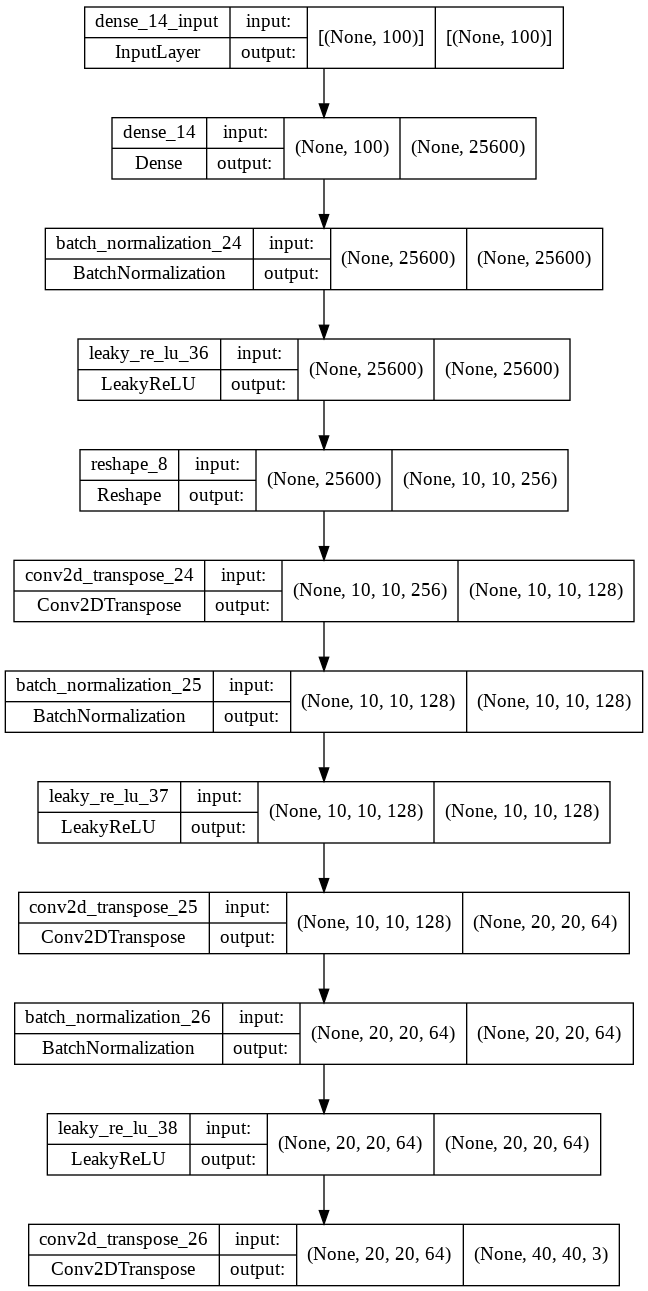 dense_14_input input: [(None, 100)] [(None, 100)]
InputLayer output:
dense_14 input: (None, 100) (None, 25600)
Dense output:
batch_normalization_24 input: (None, 25600) (None, 25600)
BatchNormalization output:
leaky_re_lu_36 input: (None, 25600) (None, 25600)
LeakyReLU output:
reshape_8 input: (None, 25600) (None, 10, 10, 256)
Reshape output:
conv2d_transpose_24 input: (None, 10, 10, 256) (None, 10, 10, 128)
Conv2DTranspose output:
batch_normalization_25 input: (None, 10, 10, 128) (None, 10, 10, 128)
BatchNormalization output:
leaky_re_lu_37 input: (None, 10, 10, 128) (None, 10, 10, 128)
LeakyReLU output:
conv2d_transpose_25 input: (None, 10, 10, 128) (None, 20, 20, 64)
Conv2DTranspose output:
batch_normalization_26 input: (None, 20, 20, 64) (None, 20, 20, 64)
BatchNormalization output:
leaky_re_lu_38 input: (None, 20, 20, 64) (None, 20, 20, 64)
LeakyReLU output:
conv2d_transpose_26 input: (None, 20, 20, 64) (None, 40, 40, 3)
Conv2DTranspose output: